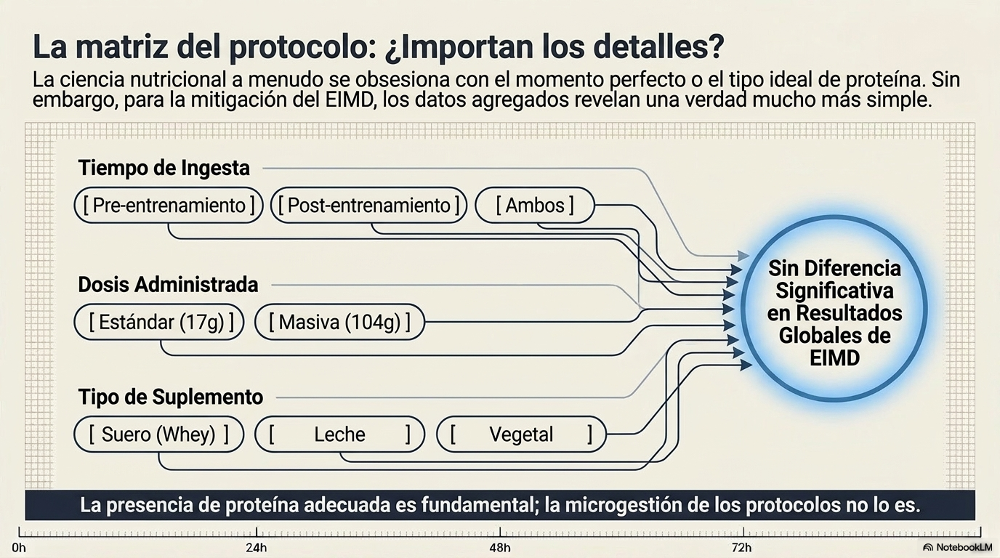 La matriz del protocolo: ¿Importan los detalles?
La ciencia nutricional a menudo se obsesiona con el momento perfecto o el tipo ideal de proteína. Sin
embargo, para la mitigación del EIMD, los datos agregados revelan una verdad mucho más simple.
Tiempo de Ingesta
[ Pre-entrenamiento ] [ Post-entrenamiento ] [ Ambos ]
Dosis Administrada
[ Estándar (17g) ] [ Masiva (104g) ]
Tipo de Suplemento
[ Suero (Whey) ] [ Leche ] [ Vegetal ]
Sin Diferencia
Significativa
en Resultados
Globales de
EIMD
La presencia de proteína adecuada es fundamental; la microgestión de los protocolos no lo es.
0h 24h 48h 72h
NotebookLM